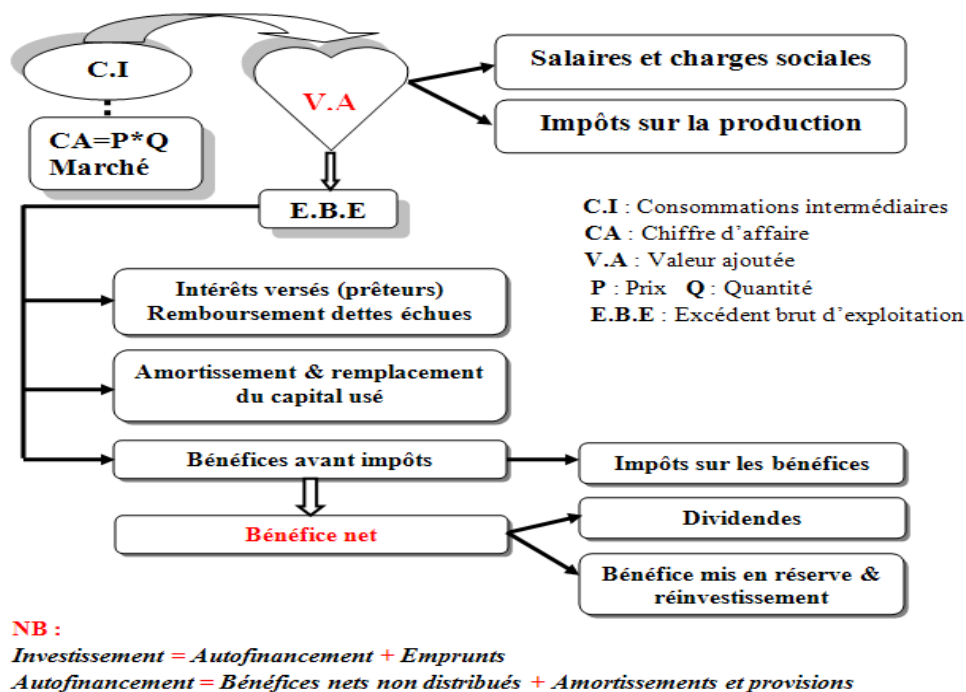 C.I
V.A
Salaires et charges sociales
Impôts sur la production
CA=P*Q
Marché
E.B.E
C.I : Consommations intermédiaires
CA : Chiffre d'affaire
V.A : Valeur ajoutée
P : Prix Q : Quantité
E.B.E : Excédent brut d'exploitation
Intérêts versés (prêteurs)
Remboursement dettes échues
Amortissement & remplacement
du capital usé
Bénéfices avant impôts
Impôts sur les bénéfices
Bénéfice net
Dividendes
Bénéfice mis en réserve &
réinvestissement
NB :
Investissement = Autofinancement + Emprunts
Autofinancement = Bénéfices nets non distribués + Amortissements et provisions